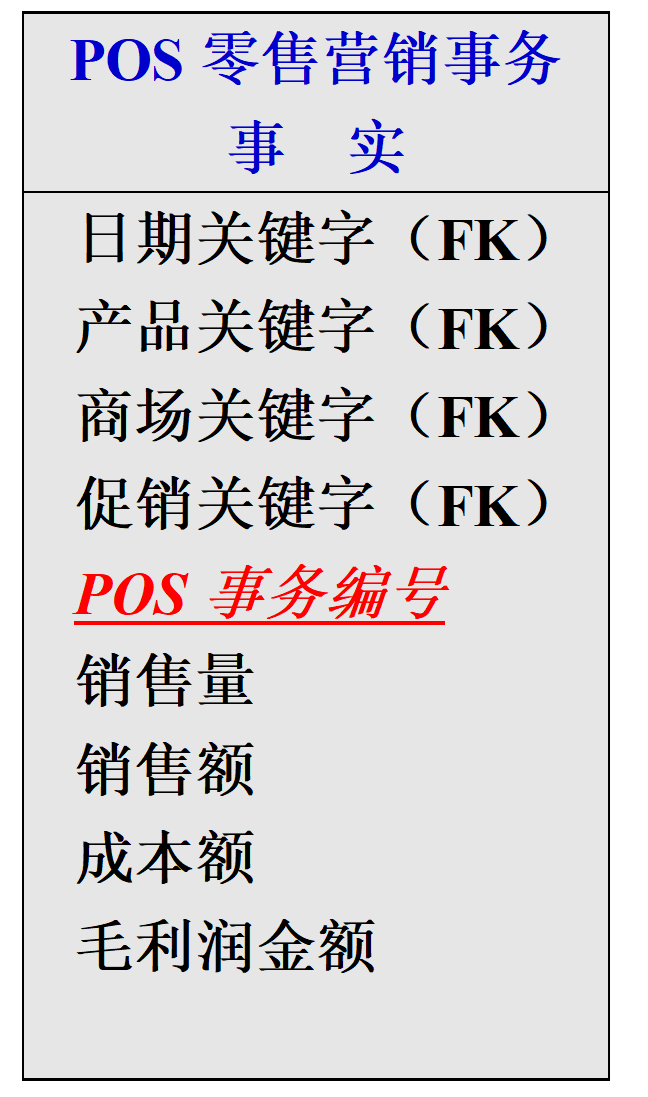 POS 零售营销事务
事 实
日期关键字（FK）
产品关键字（FK）
商场关键字（FK）
促销关键字（FK）
POS 事务编号
销售量
销售额
成本额
毛利润金额